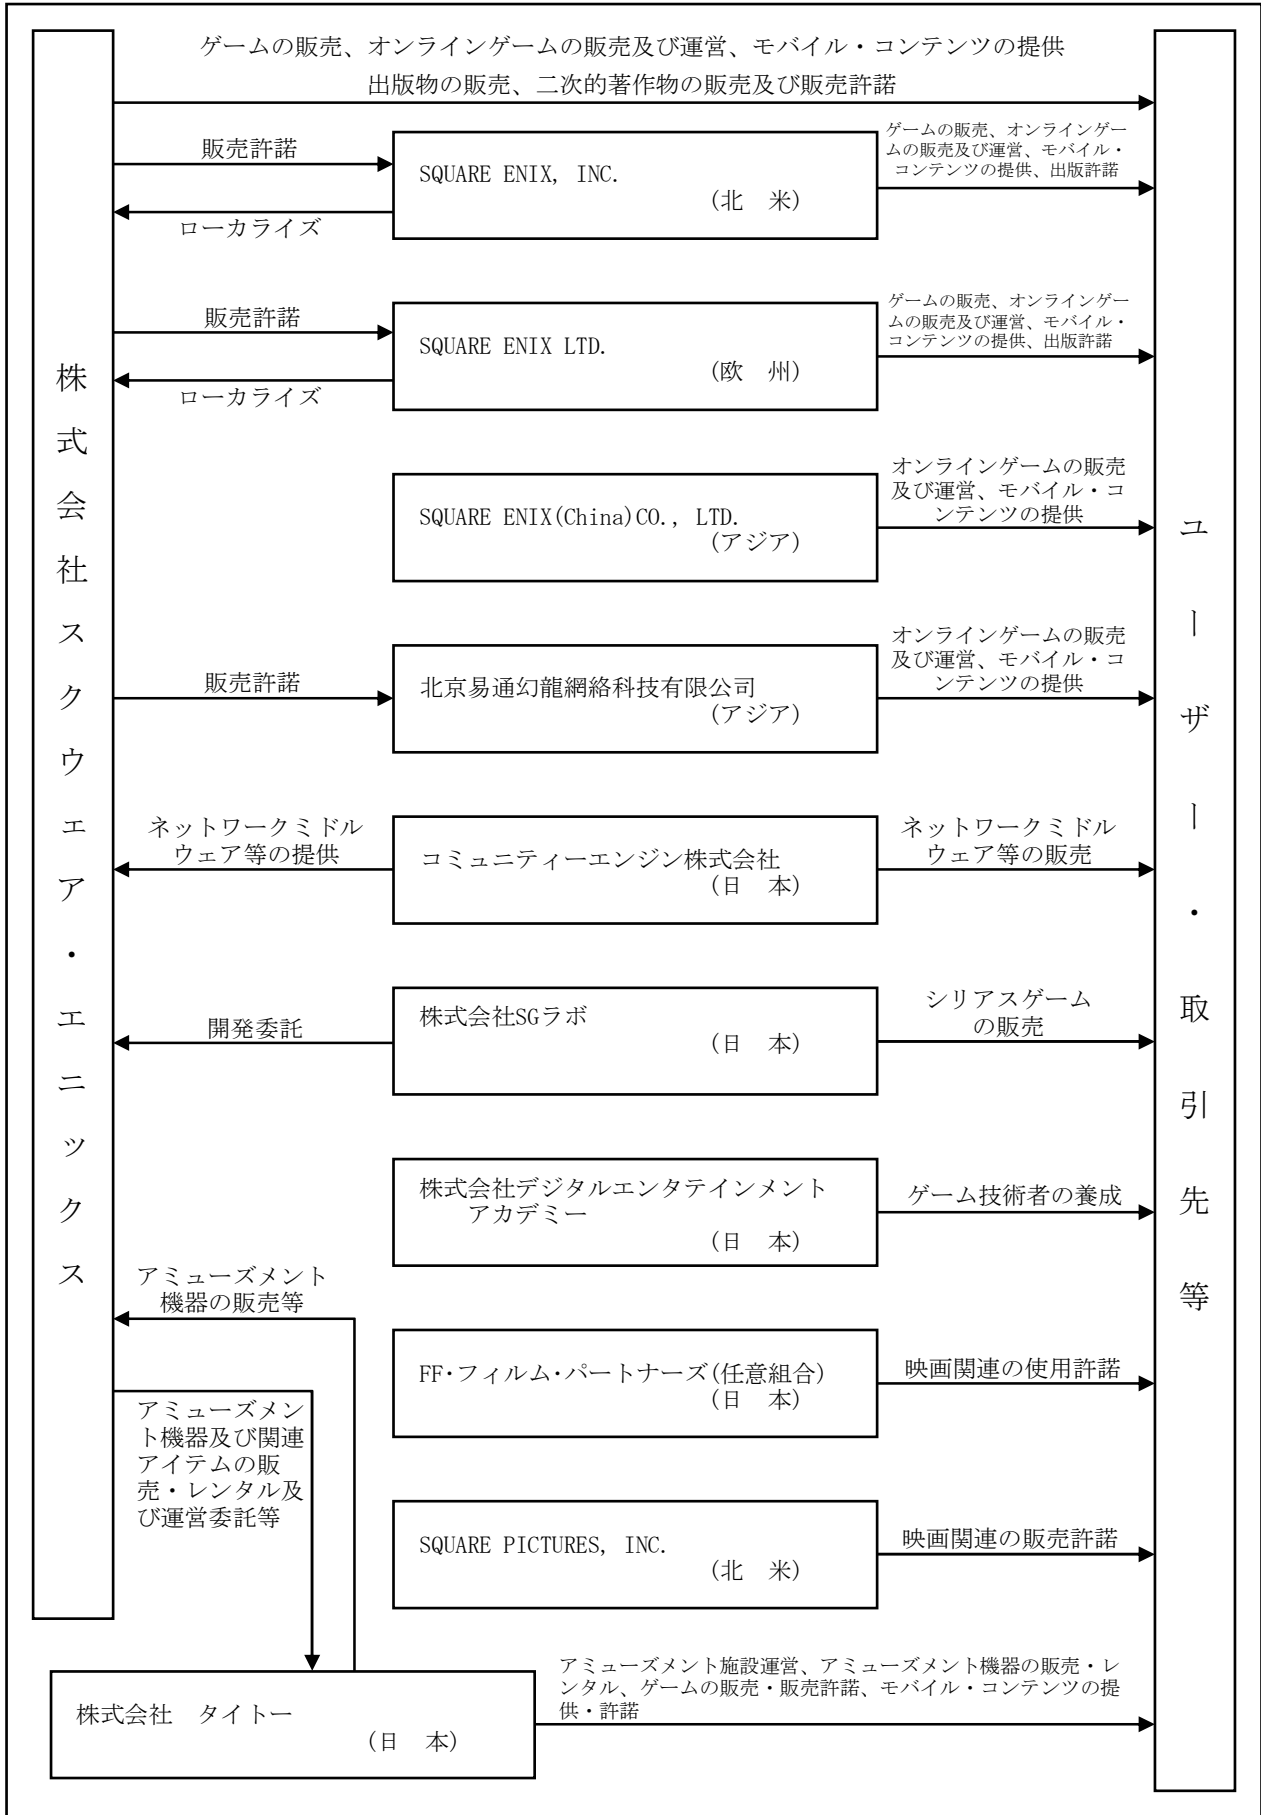 ゲームの販売、オンラインゲームの販売及び運営、モバイル・コンテンツの提供
出版物の販売、二次的著作物の販売及び販売許諾
株式会社スクウェア・エニックス
ユーザー・取引先等
販売許諾
ローカライズ
SQUARE ENIX, INC.
(北　米)
ゲームの販売、オンラインゲー
ムの販売及び運営、モバイル・
コンテンツの提供、出版許諾
販売許諾
ローカライズ
SQUARE ENIX LTD.
(欧　州)
ゲームの販売、オンラインゲー
ムの販売及び運営、モバイル・
コンテンツの提供、出版許諾
SQUARE ENIX(China)CO., LTD.
(アジア)
オンラインゲームの販売
及び運営、モバイル・コ
ンテンツの提供
販売許諾
北京易通幻龍網絡科技有限公司
(アジア)
オンラインゲームの販売
及び運営、モバイル・コ
ンテンツの提供
ネットワークミドル
ウェア等の提供
コミュニティーエンジン株式会社
(日　本)
ネットワークミドル
ウェア等の販売
開発委託
株式会社SGラボ
(日　本)
シリアスゲーム
の販売
株式会社デジタルエンタテインメント
アカデミー
(日　本)
ゲーム技術者の養成
アミューズメント
機器の販売等
FF・フィルム・パートナーズ(任意組合)
(日　本)
映画関連の使用許諾
アミューズメン
ト機器及び関連
アイテムの販
売・レンタル及
び運営委託等
SQUARE PICTURES, INC.
(北　米)
映画関連の販売許諾
株式会社　タイトー
(日　本)
アミューズメント施設運営、アミューズメント機器の販売・レ
ンタル、ゲームの販売・販売許諾、モバイル・コンテンツの提
供・許諾